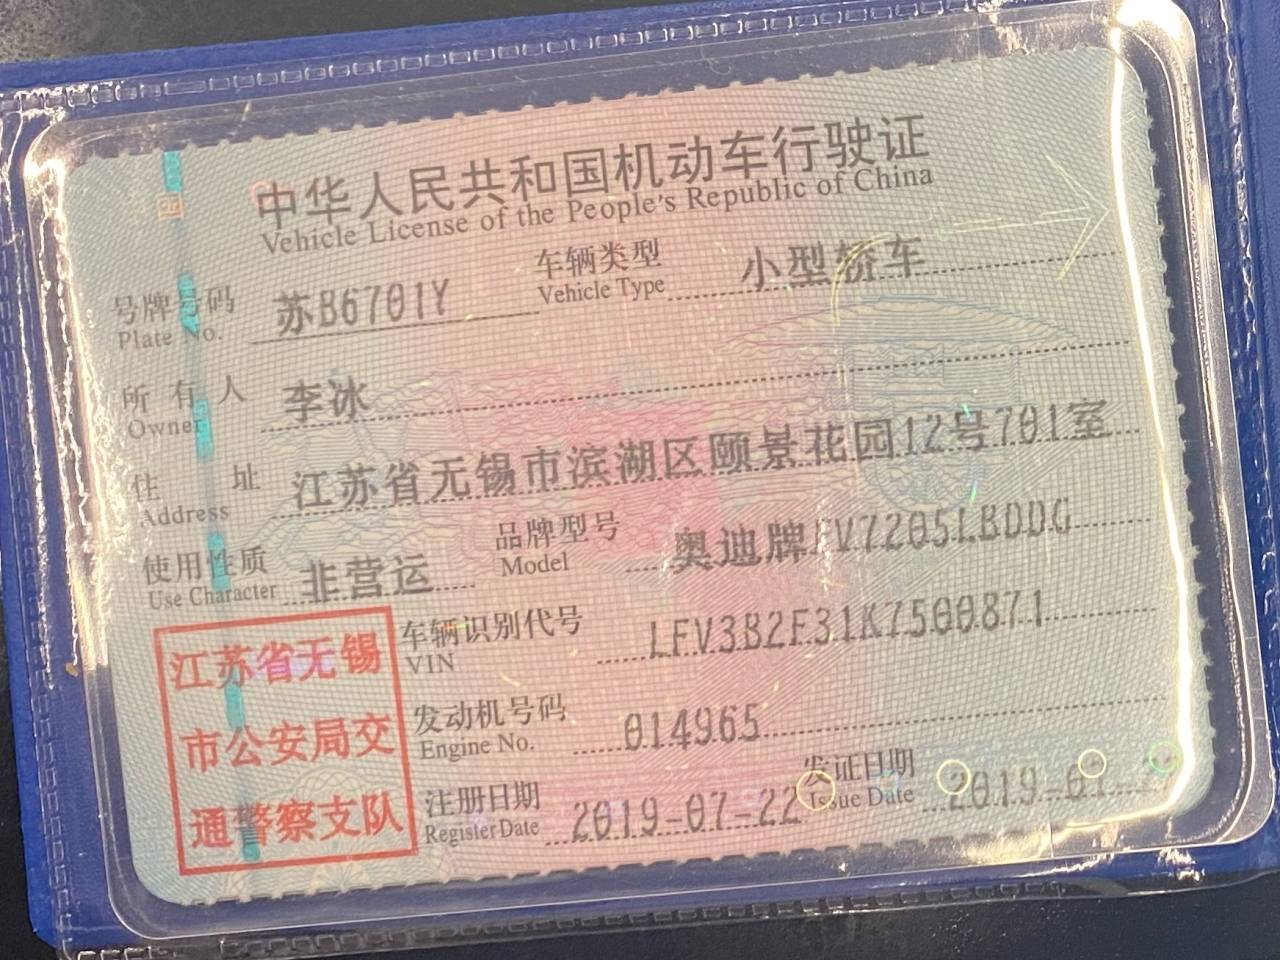 中华人民共和国机动车行驶证
Vehicle License of the People's Republic of China
号牌号码 苏B6701Y 车辆类型 小型轿车
Plate No. Vehicle Type
所有人 李冰
Owner
住址 江苏省无锡市滨湖区颐景花园12号701室
Address
使用性质 非营运 品牌型号 奥迪牌FV7205LBDDG
Use Character Model
车辆识别代号 LFV3B2F31K7500871
VIN
发动机号码 014965
Engine No.
注册日期 2019-07-22 发证日期 2019-07
Register Date Issue Date
江苏省无锡
市公安局交
通警察支队